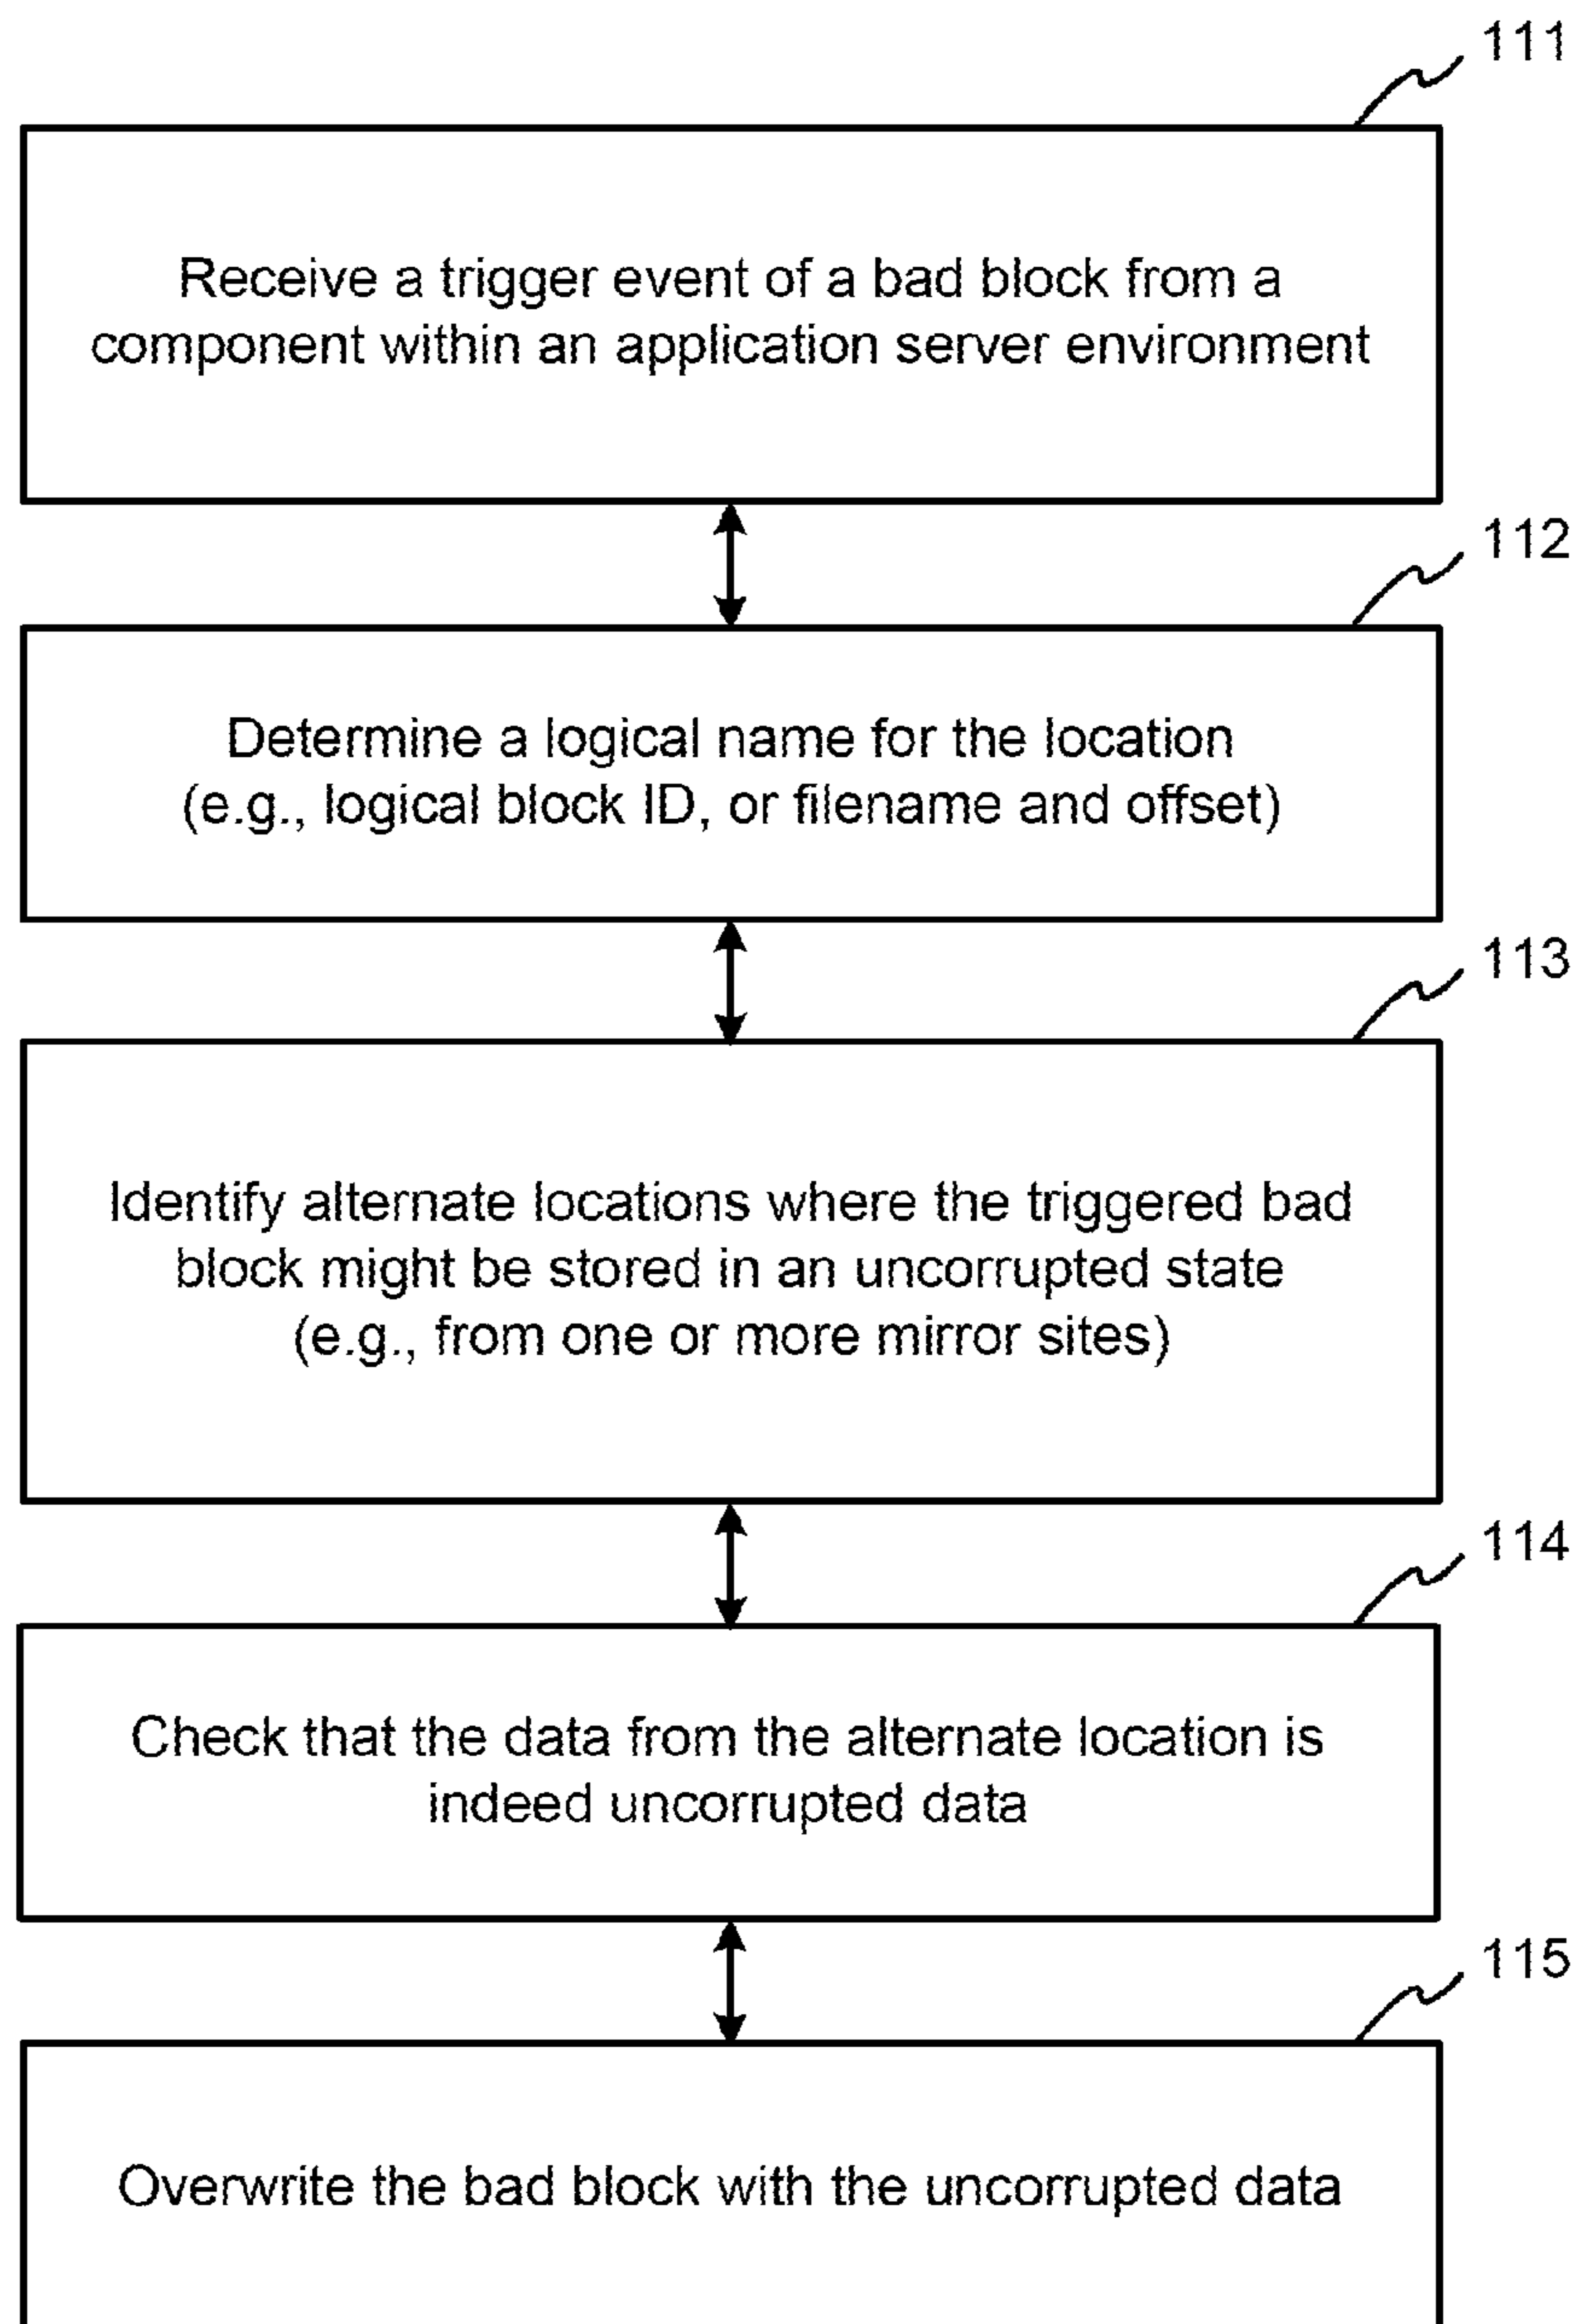 111
Receive a trigger event of a bad block from a
component within an application server environment
112
Determine a logical name for the location
(e.g., logical block ID, or filename and offset)
113
Identify alternate locations where the triggered bad
block might be stored in an uncorrupted state
(e.g., from one or more mirror sites)
114
Check that the data from the alternate location is
indeed uncorrupted data
115
Overwrite the bad block with the uncorrupted data